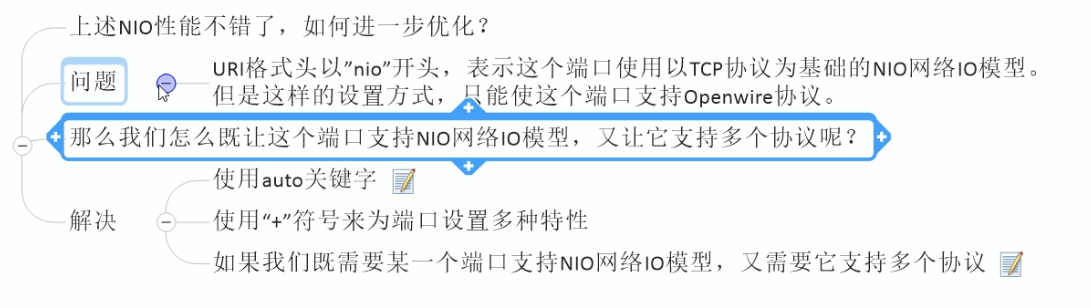 上述NIO性能不错了，如何进一步优化？
问题
URI格式头以”nio”开头，表示这个端口使用以TCP协议为基础的NIO网络IO模型。
但是这样的设置方式，只能使这个端口支持Openwire协议。
那么我们怎么既让这个端口支持NIO网络IO模型，又让它支持多个协议呢？
使用auto关键字
解决
使用“+”符号来为端口设置多种特性
如果我们既需要某一个端口支持NIO网络IO模型，又需要它支持多个协议